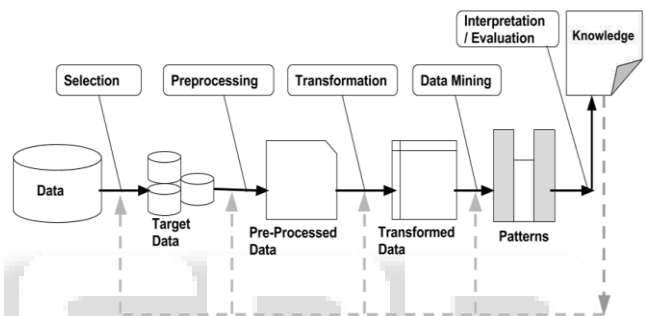 Interpretation
/ Evaluation
Knowledge
Selection
Preprocessing
Transformation
Data Mining
Data
Target
Data
Pre-Processed
Data
Transformed
Data
Patterns